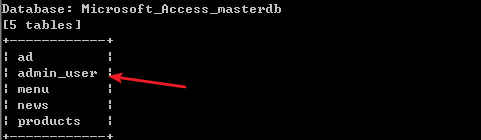 Database: Microsoft_Access_masterdb
[5 tables]
+------------+
| ad         |
| admin_user |
| menu       |
| news       |
| products   |
+------------+